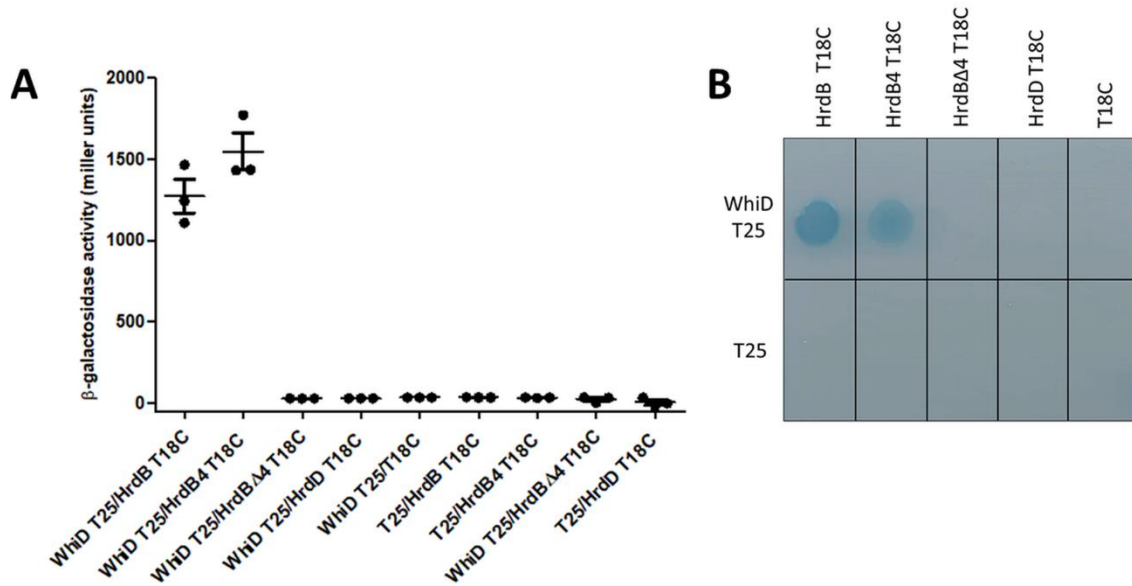 A
β-galactosidase activity (miller units)
2000
1500
1000
500
0
WhiD T25/HrdB T18C
WhiD T25/HrdB4 T18C
WhiD T25/HrdBΔ4 T18C
WhiD T25/HrdD T18C
WhiD T25/T18C
T25/HrdB T18C
T25/HrdB4 T18C
WhiD T25/HrdBΔ4 T18C
T25/HrdD T18C
B
HrdB T18C
HrdB4 T18C
HrdBΔ4 T18C
HrdD T18C
T18C
WhiD
T25
T25